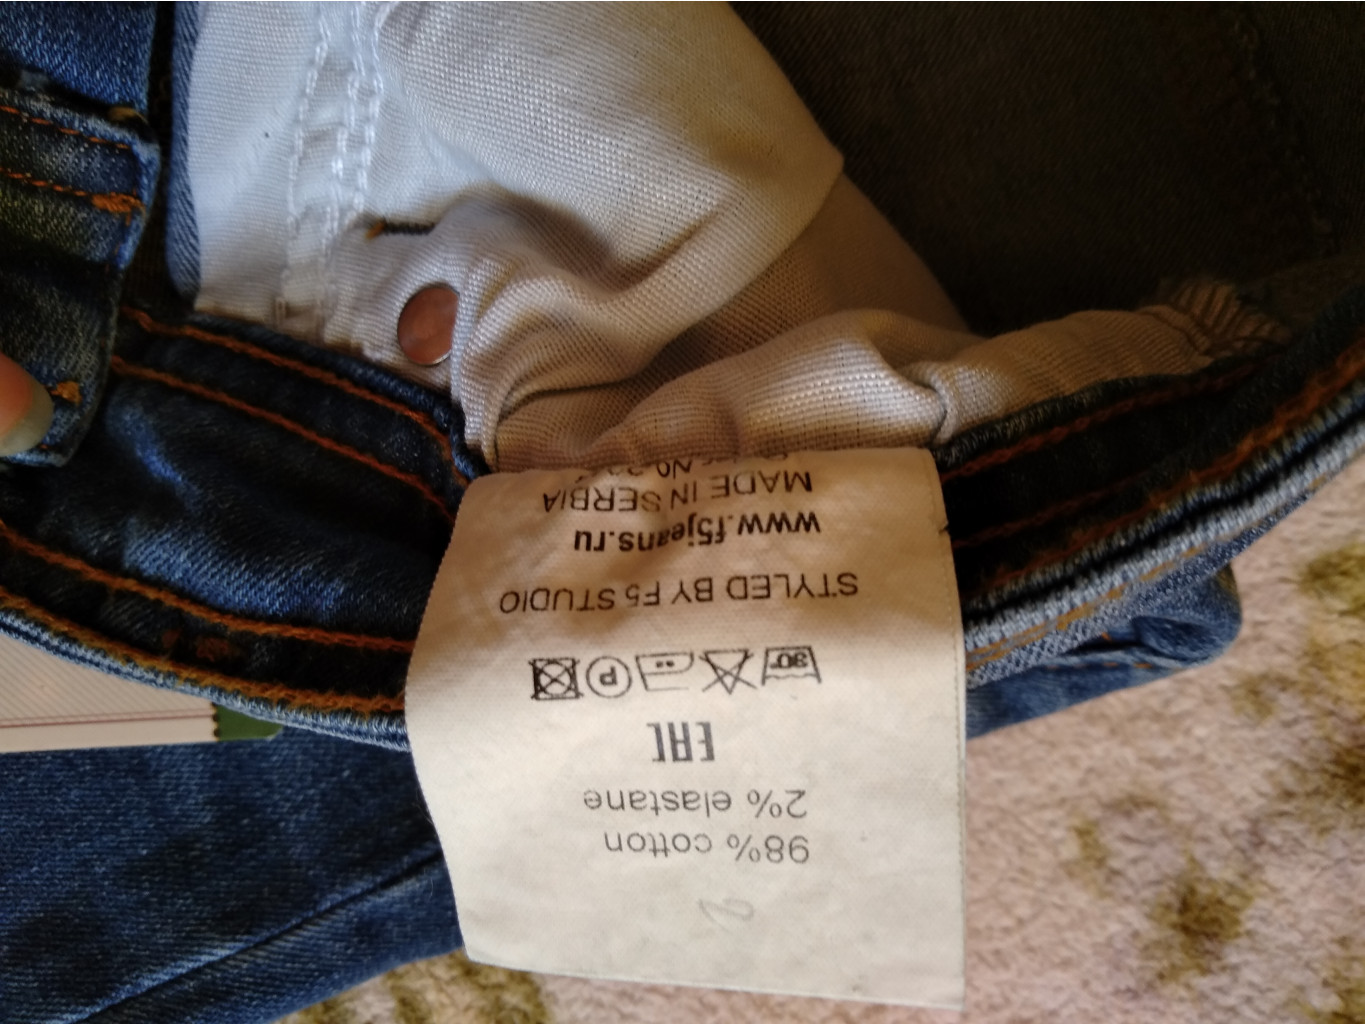 98% cotton
2% elastane
EAC
30°
P
STYLED BY F5 STUDIO
www.f5jeans.ru
MADE IN SERBIA